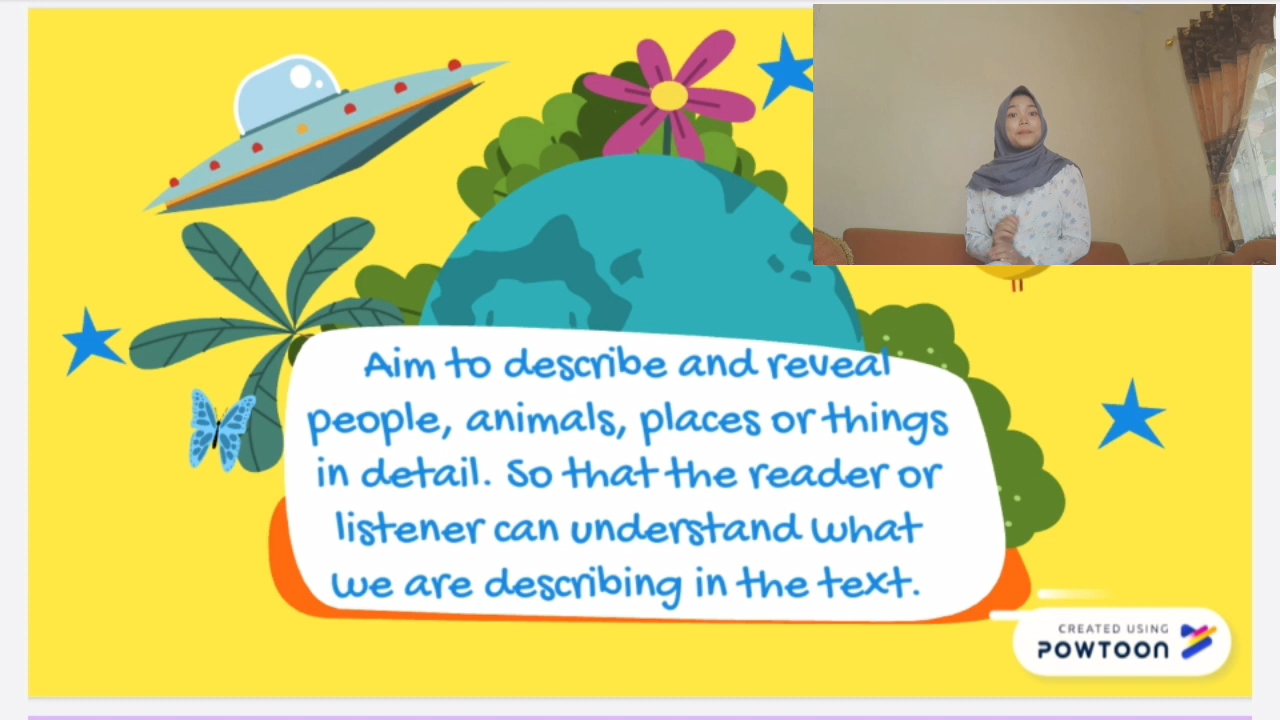 Aim to describe and reveal
people, animals, places or things
in detail. So that the reader or
listener can understand what
we are describing in the text.
CREATED USING
POWTOON